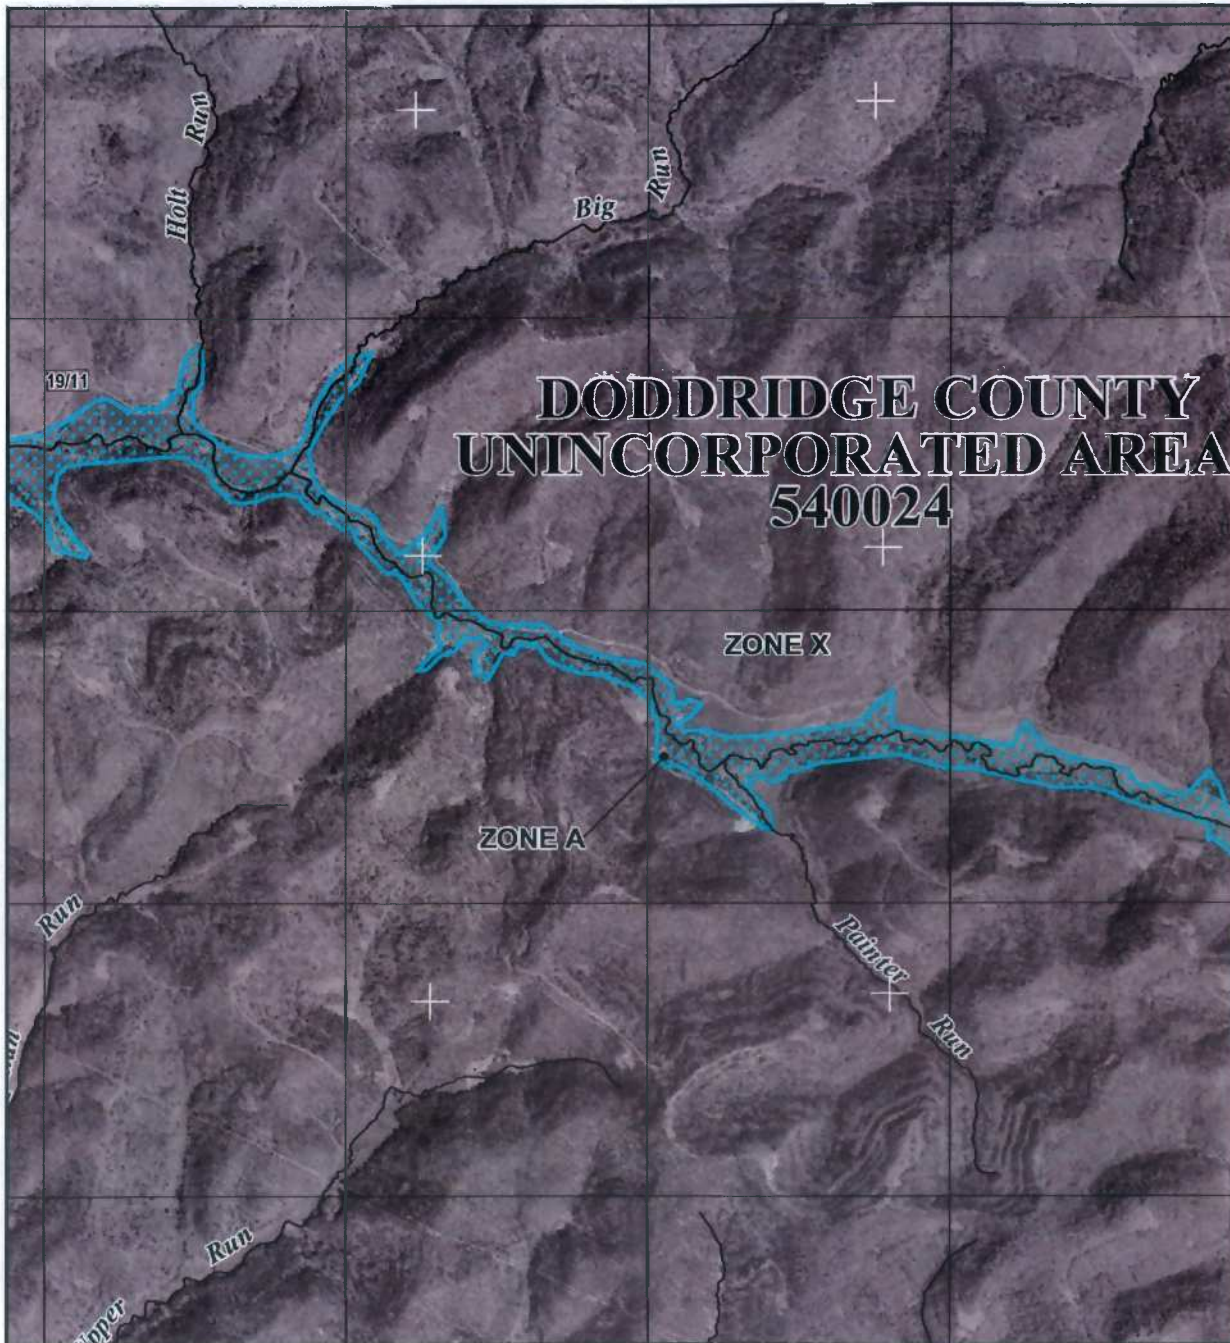 Holt Run
Big Run
19/11
DODDRIDGE COUNTY
UNINCORPORATED AREA
540024
ZONE X
ZONE A
Run
Painter Run
Run